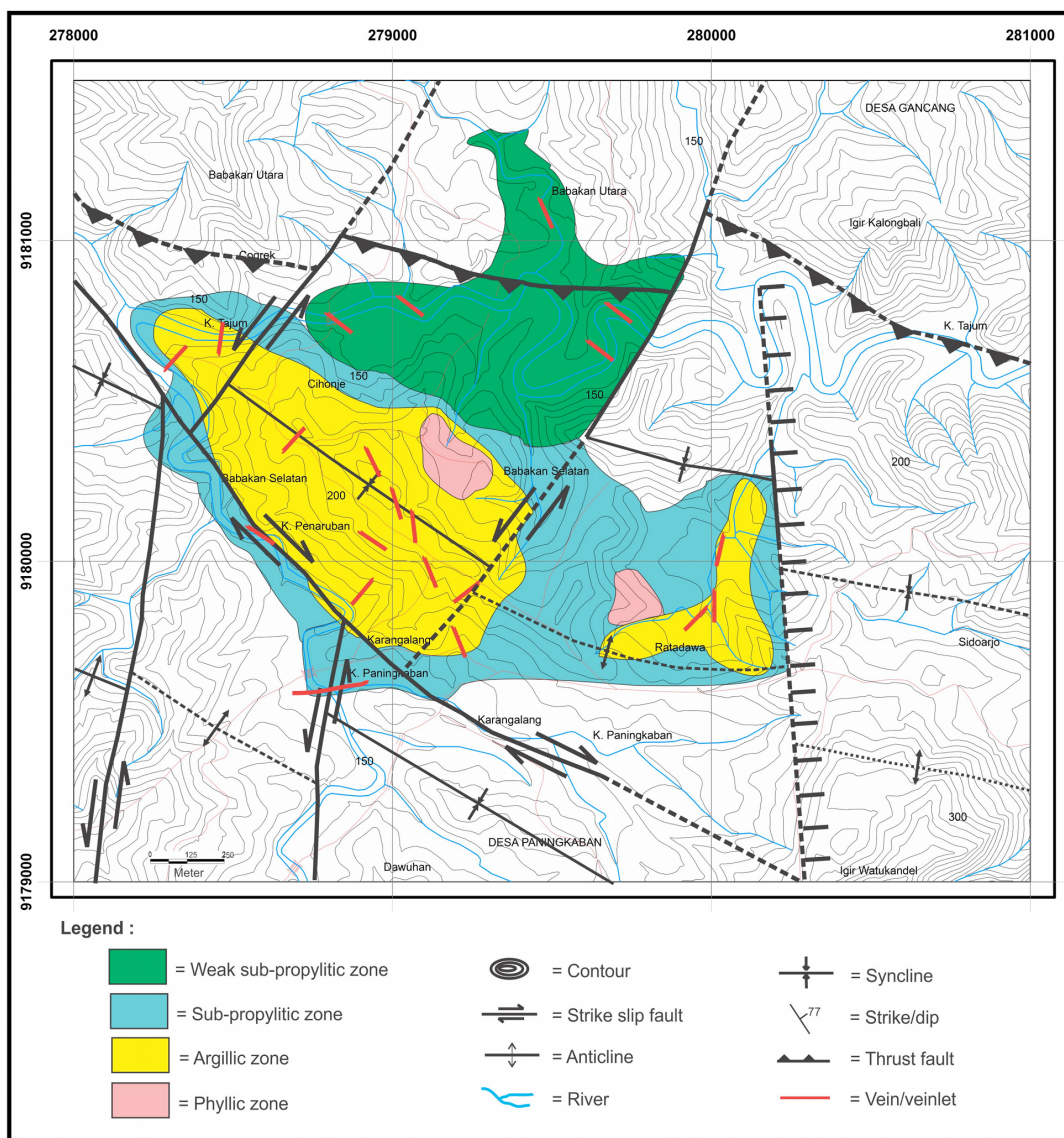 278000 279000 280000 281000
DESA GANCANG
150
Babakan Utara
Babakan Utara
Igir Kalongbali
9181000
Cogrek
150
K. Tajum
K. Tajum
Cihonje
150
150
Babakan Selatan
200
Babakan Selatan
200
K. Penaruban
9180000
Karangalang
Ratadawa
Sidoarjo
K. Paningkaban
Karangalang
K. Paningkaban
150
300
0 125 250
Meter
Dawuhan
DESA PANINGKABAN
Igir Watukandel
9179000
Legend :
= Weak sub-propylitic zone
= Contour
= Syncline
= Sub-propylitic zone
= Strike slip fault
77
= Strike/dip
= Argillic zone
= Anticline
= Thrust fault
= Phyllic zone
= River
= Vein/veinlet